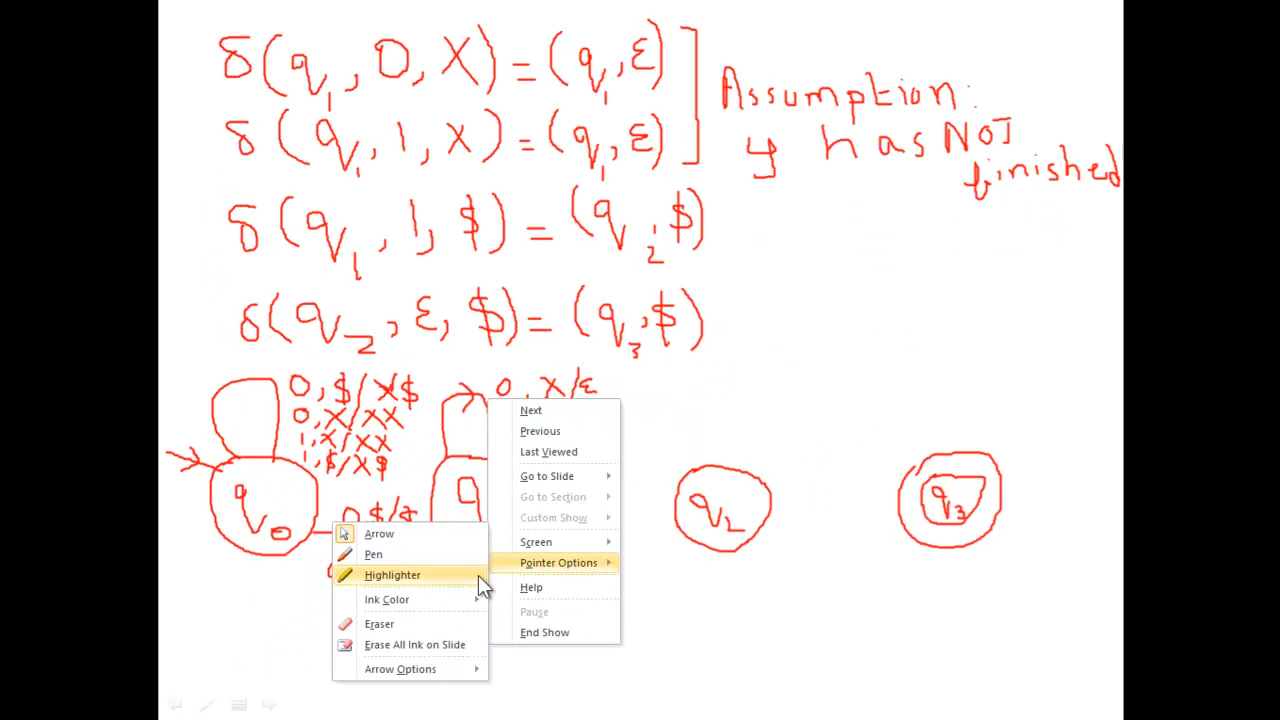 δ(q₁, 0, X) = (q₁, ε)
δ(q₁, 1, X) = (q₁, ε)
Assumption:
y has NOT
finished
δ(q₁, 1, $) = (q₂, $)
δ(q₂, ε, $) = (q₃, $)
0, $/X$
0, X/XX
1, X/XX
1, $/X$
0, X/ε
q₀
q₂
q₃
Next
Previous
Last Viewed
Go to Slide
Go to Section
Custom Show
Screen
Pointer Options
Help
Pause
End Show
Arrow
Pen
Highlighter
Ink Color
Eraser
Erase All Ink on Slide
Arrow Options